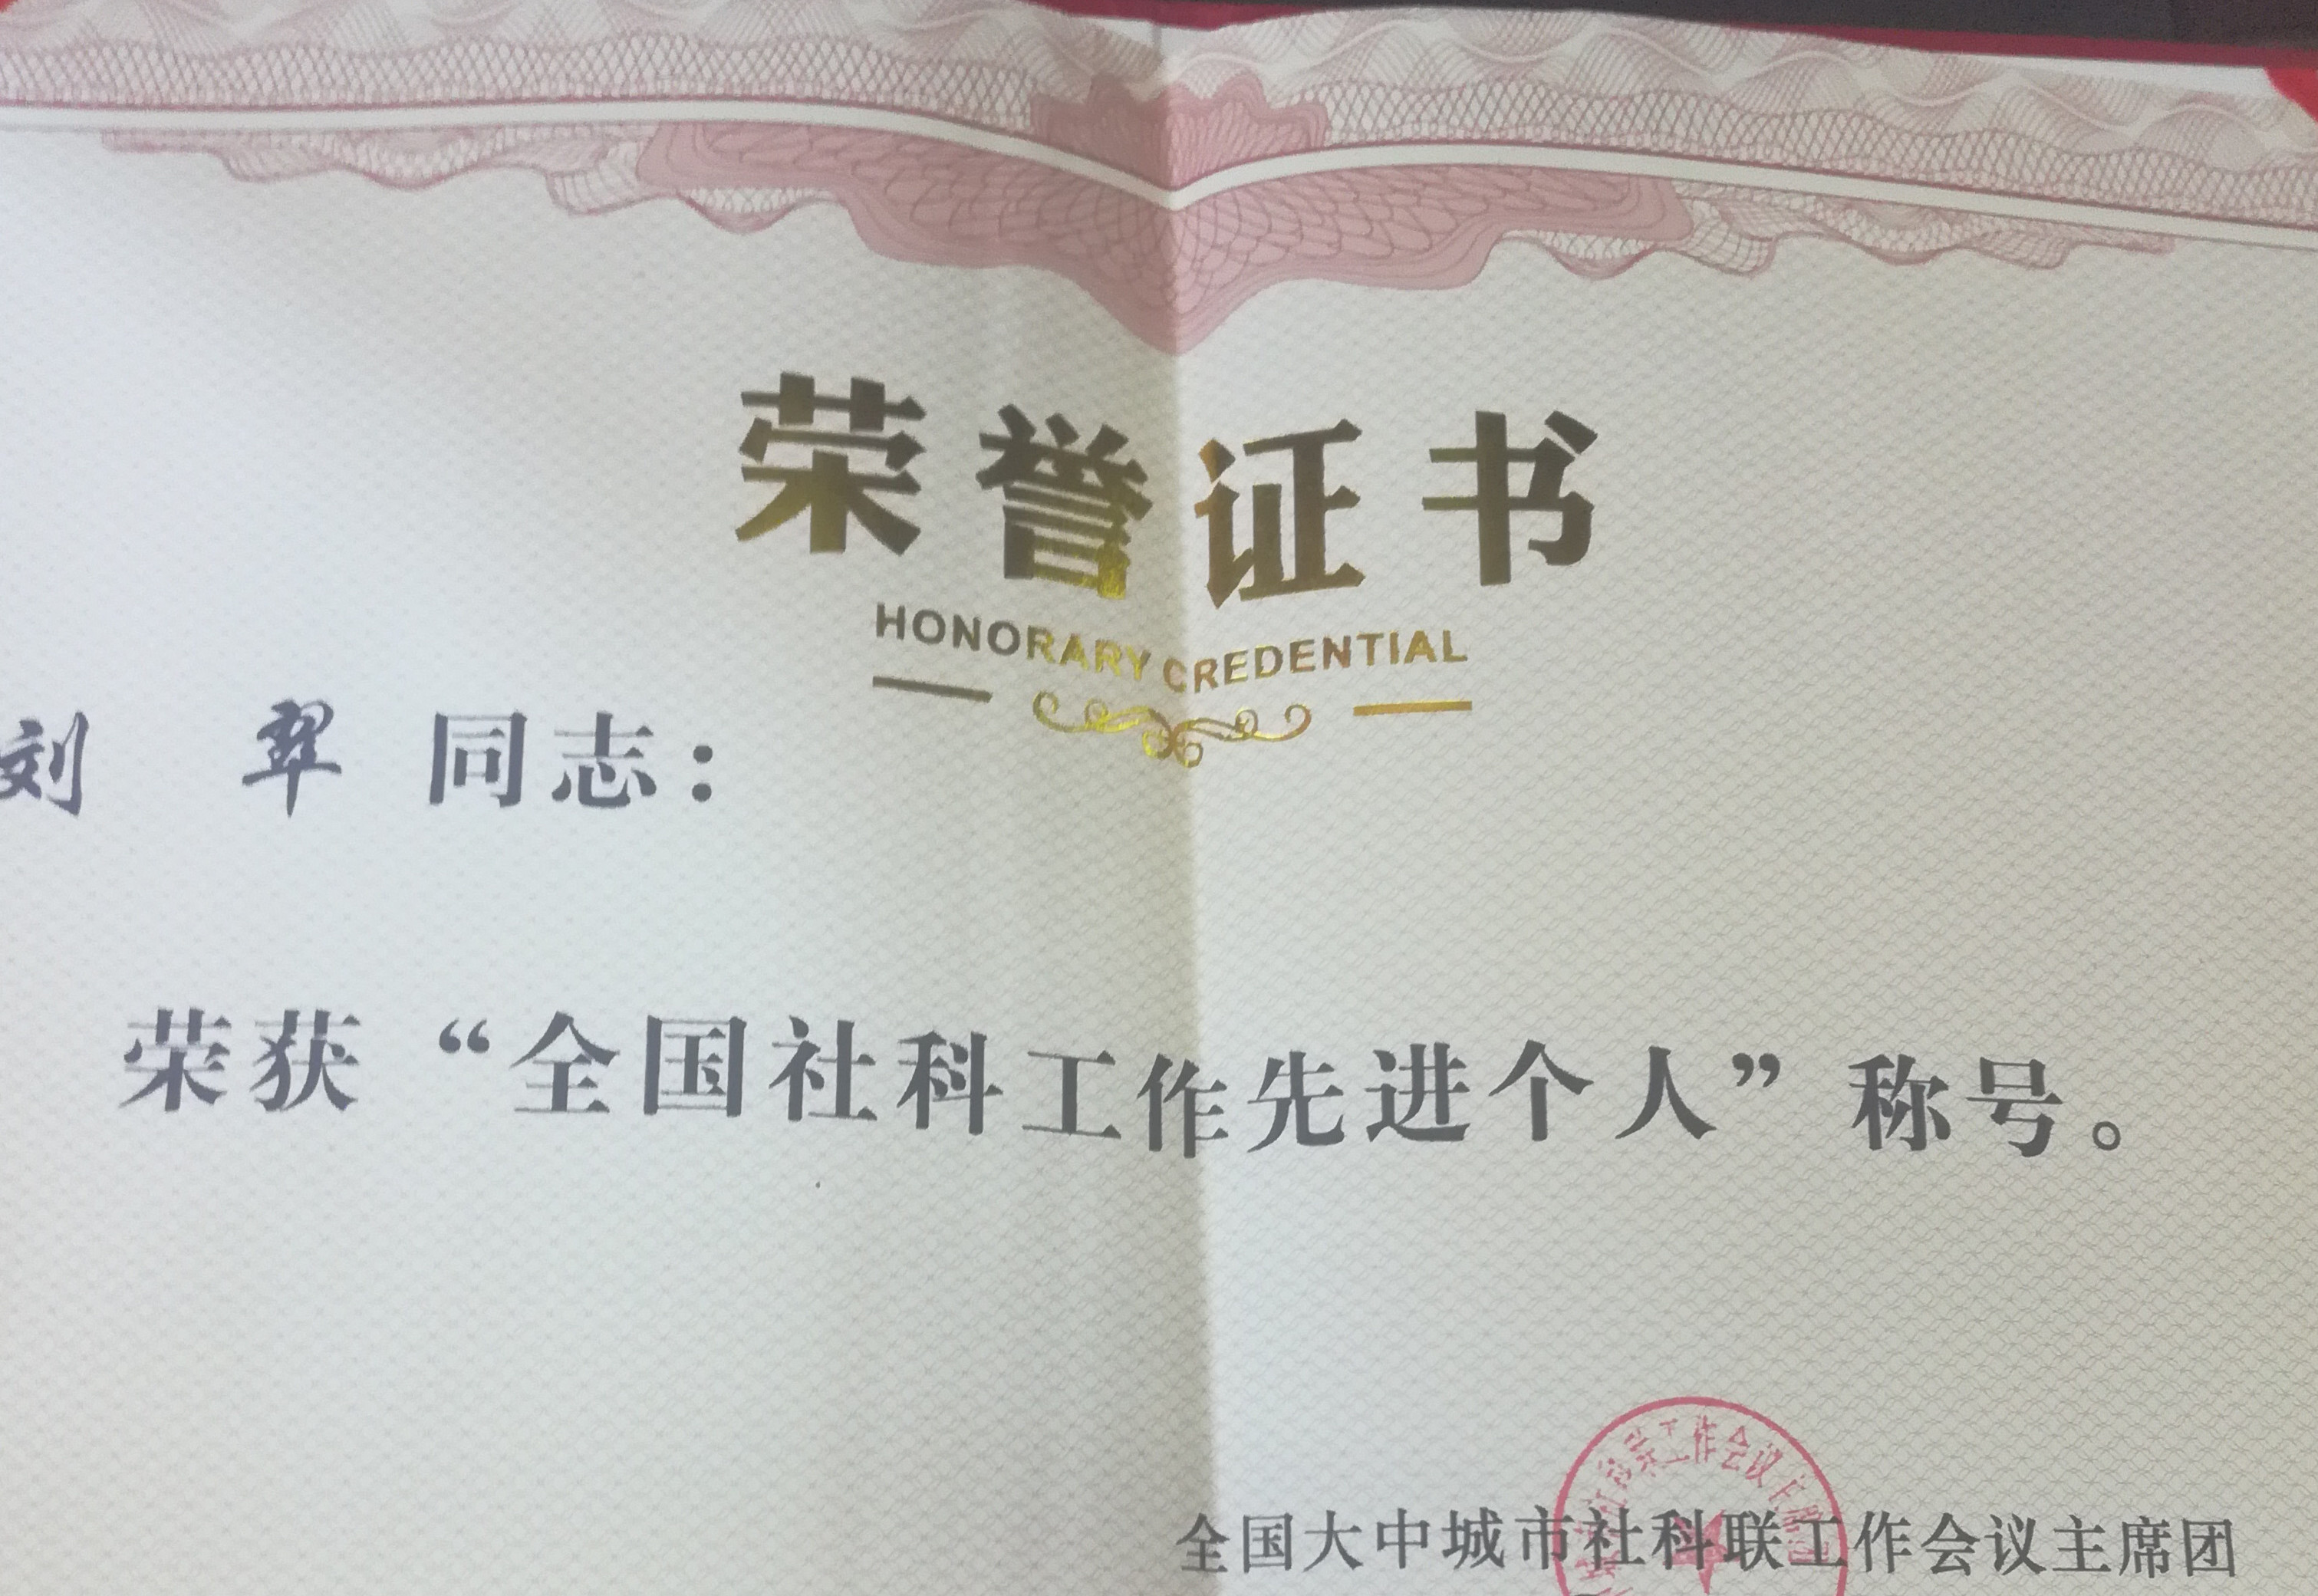 荣誉证书
HONORARY CREDENTIAL
刘 翠 同志：
荣获“全国社科工作先进个人”称号。
全国大中城市社科联工作会议主席团